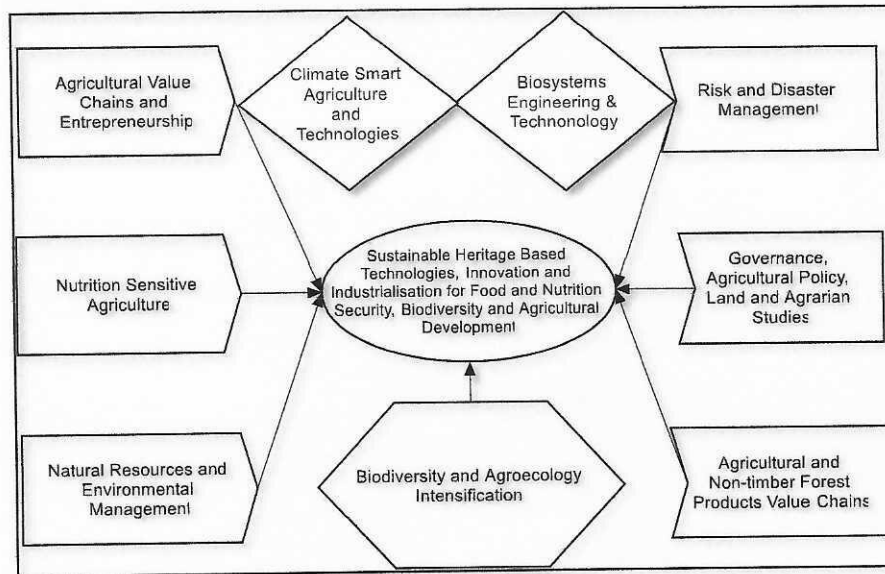 Agricultural Value
Chains and
Entrepreneurship
Climate Smart
Agriculture
and
Technologies
Biosystems
Engineering &
Technonology
Risk and Disaster
Management
Nutrition Sensitive
Agriculture
Sustainable Heritage Based
Technologies, Innovation and
Industrialisation for Food and Nutrition
Security, Biodiversity and Agricultural
Development
Governance,
Agricultural Policy,
Land and Agrarian
Studies
Natural Resources and
Environmental
Management
Biodiversity and Agroecology
Intensification
Agricultural and
Non-timber Forest
Products Value Chains